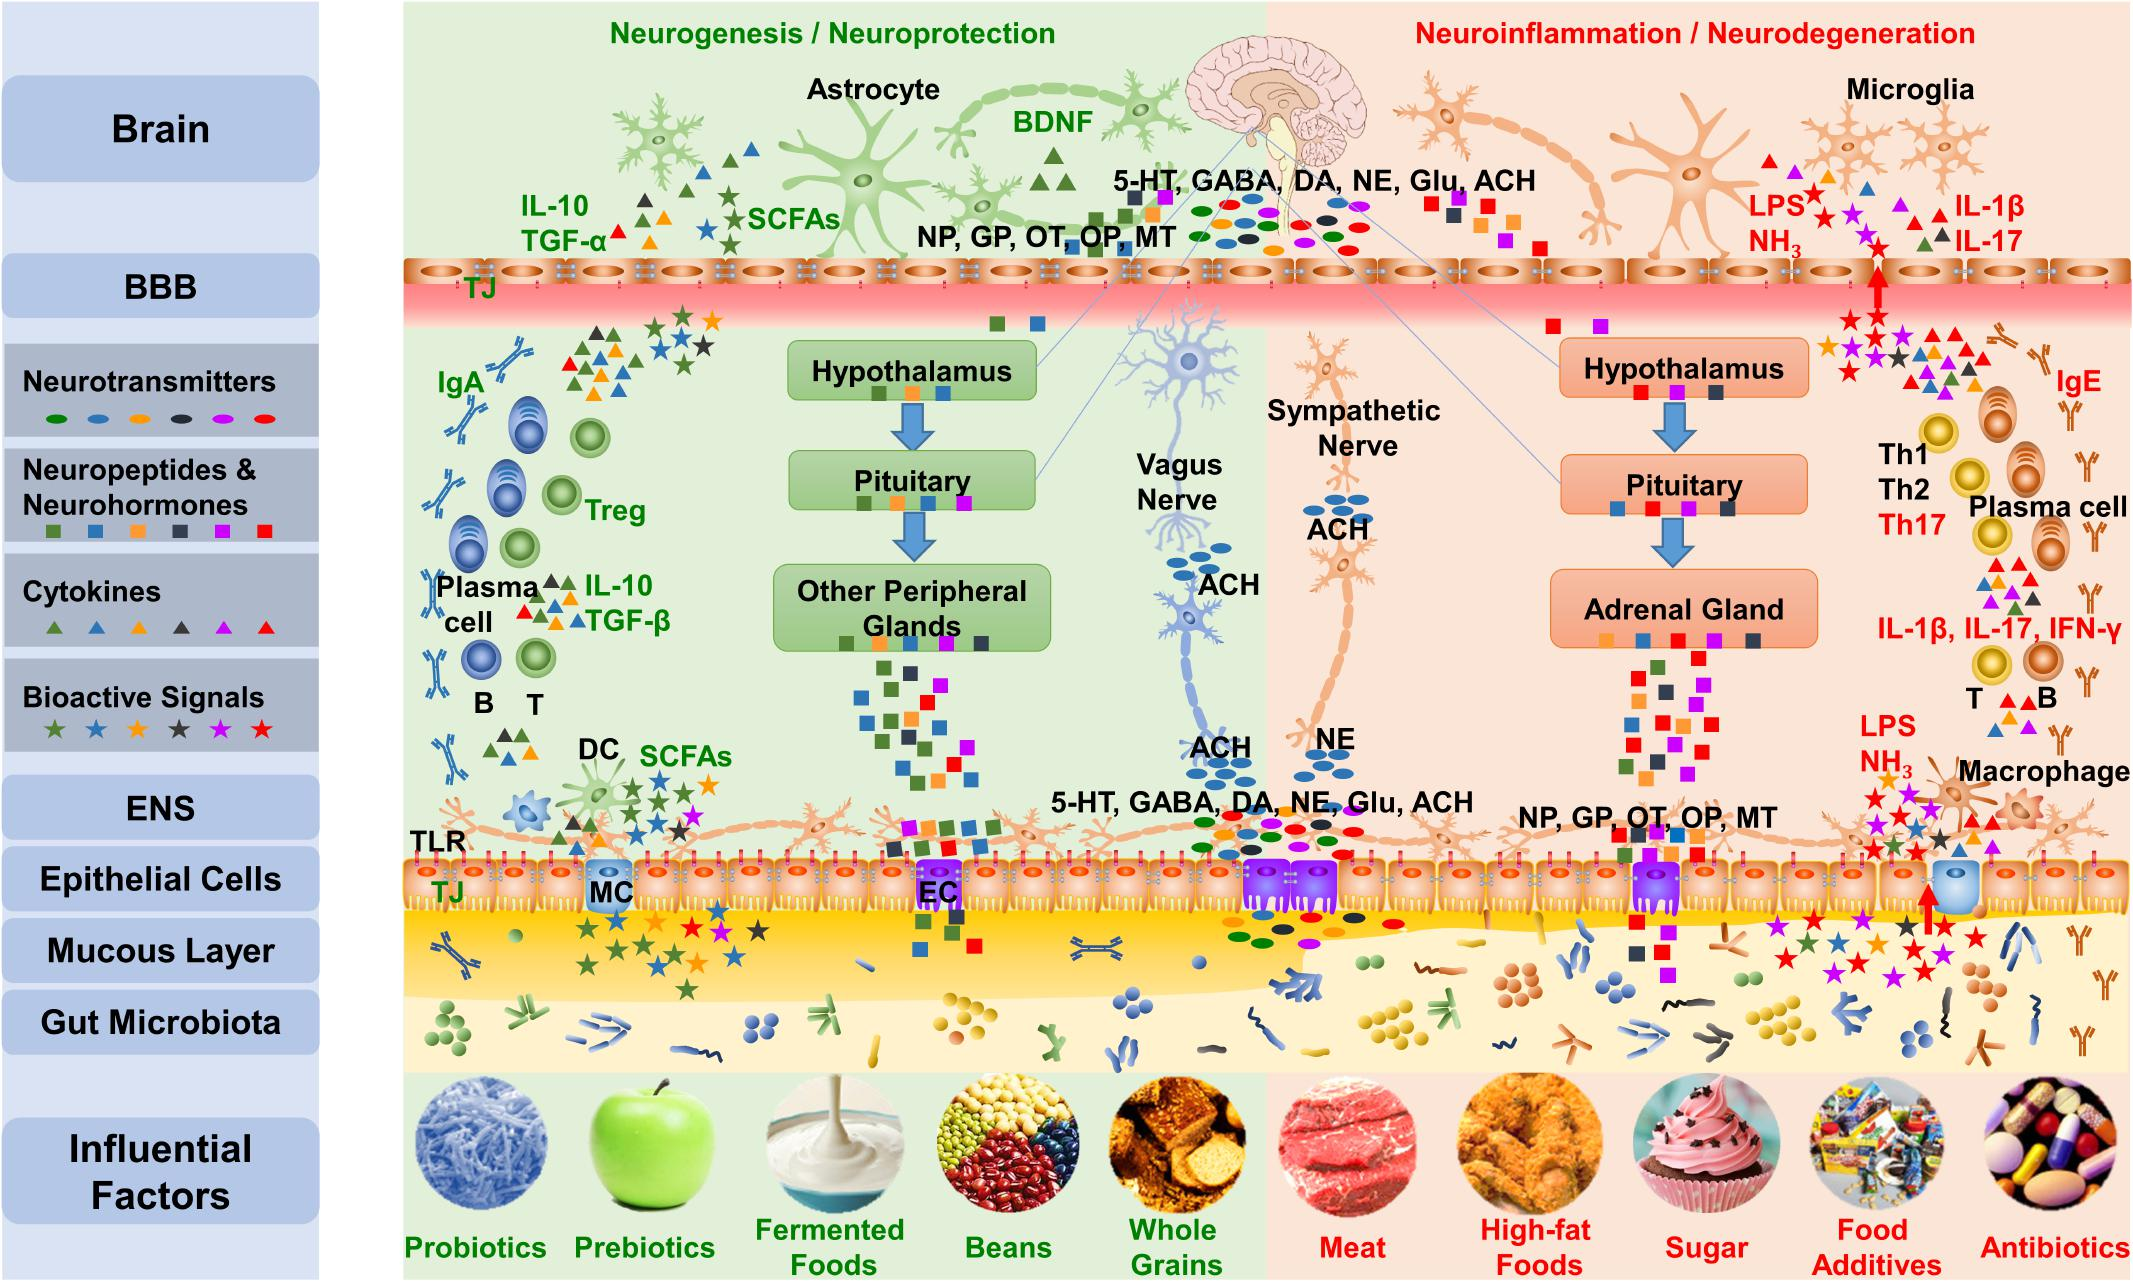 Neurogenesis / Neuroprotection
Neuroinflammation / Neurodegeneration
Brain
Astrocyte
BDNF
Microglia
5-HT, GABA, DA, NE, Glu, ACH
IL-10
TGF-α
SCFAs
NP, GP, OT, OP, MT
LPS
NH₃
IL-1β
IL-17
BBB
TJ
Neurotransmitters
Neuropeptides &
Neurohormones
Cytokines
Bioactive Signals
IgA
Treg
Plasma
cell
IL-10
TGF-β
B
T
Hypothalamus
Pituitary
Other Peripheral
Glands
Vagus
Nerve
ACH
ACH
Sympathetic
Nerve
ACH
NE
Hypothalamus
Pituitary
Adrenal Gland
IgE
Th1
Th2
Th17
Plasma cell
IL-1β, IL-17, IFN-γ
T
B
LPS
NH₃
Macrophage
DC
SCFAs
ENS
TLR
5-HT, GABA, DA, NE, Glu, ACH
NP, GP, OT, OP, MT
Epithelial Cells
TJ
MC
EC
Mucous Layer
Gut Microbiota
Influential
Factors
Probiotics
Prebiotics
Fermented
Foods
Beans
Whole
Grains
Meat
High-fat
Foods
Sugar
Food
Additives
Antibiotics